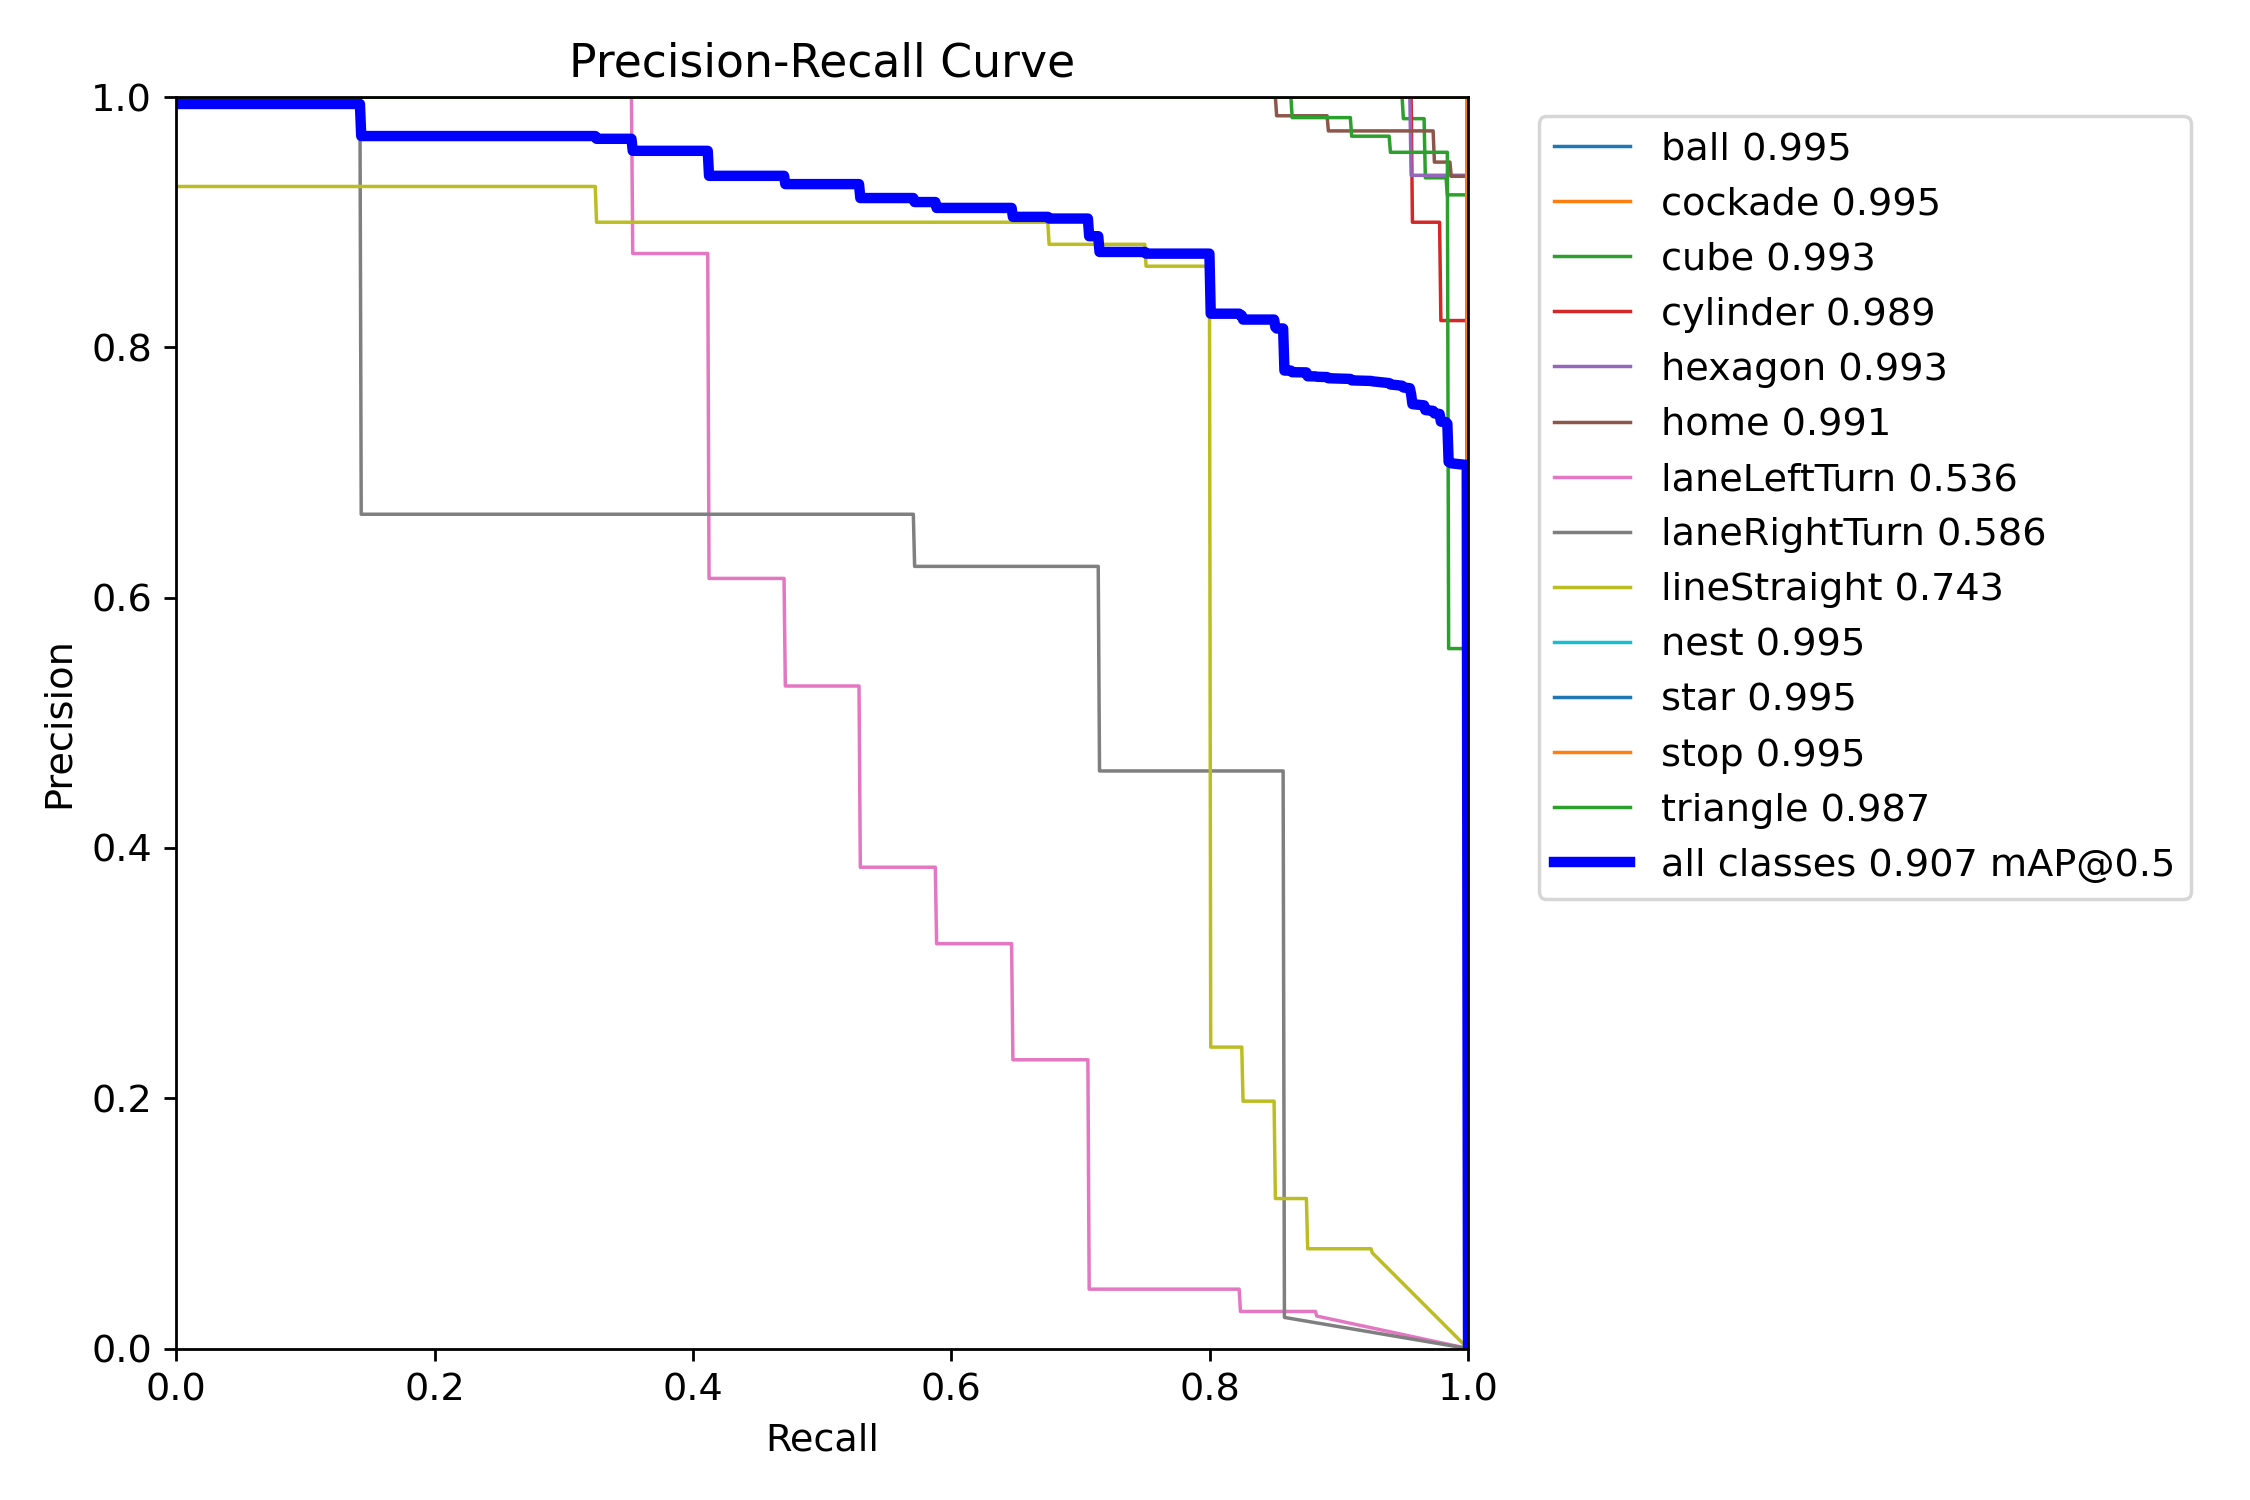 Precision-Recall Curve
1.0
0.8
0.6
0.4
0.2
0.0
Precision
0.0 0.2 0.4 0.6 0.8 1.0
Recall
ball 0.995
cockade 0.995
cube 0.993
cylinder 0.989
hexagon 0.993
home 0.991
laneLeftTurn 0.536
laneRightTurn 0.586
lineStraight 0.743
nest 0.995
star 0.995
stop 0.995
triangle 0.987
all classes 0.907 mAP@0.5